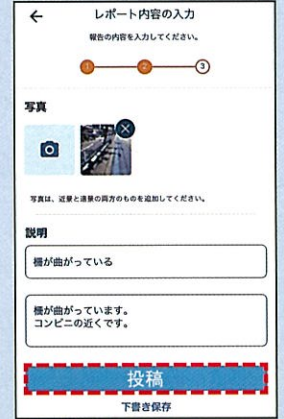 ←
レポート内容の入力
報告の内容を入力してください。
1 2 3
写真
写真は、近景と遠景の両方のものを追加してください。
説明
柵が曲がっている
柵が曲がっています。
コンビニの近くです。
投稿
下書き保存